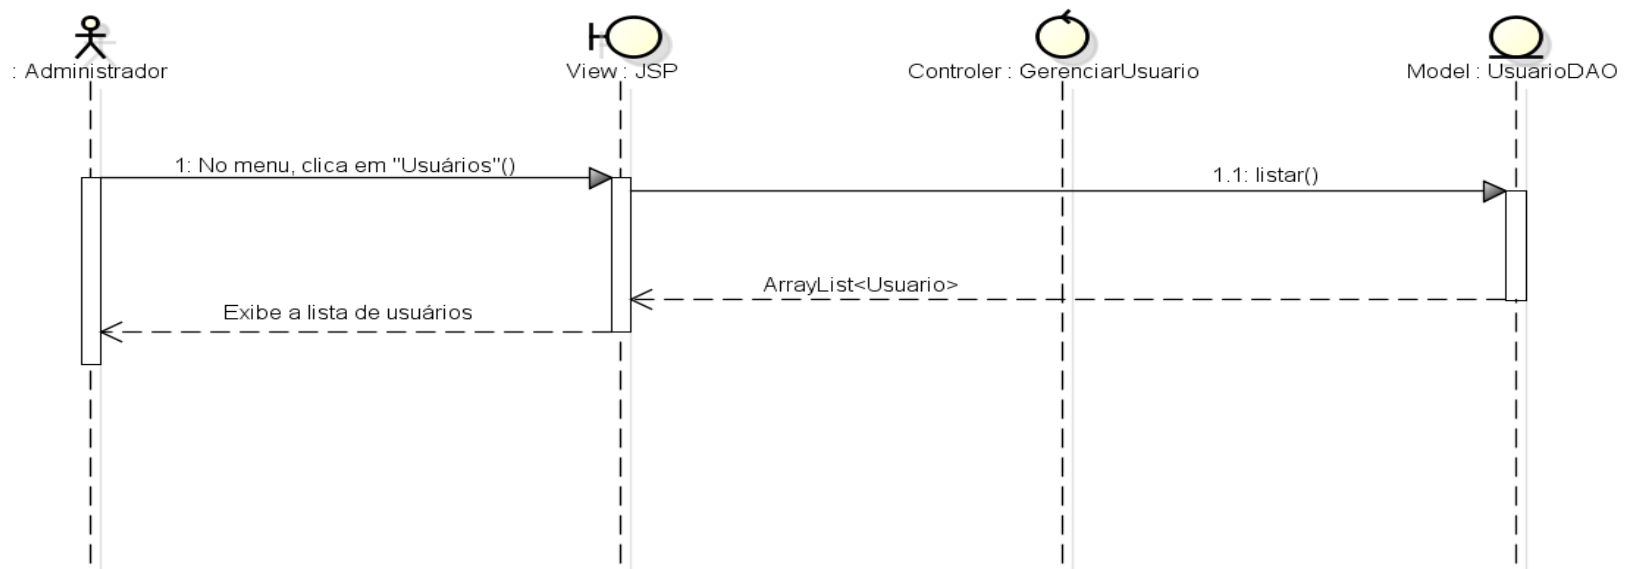 : Administrador
View : JSP
Controler : GerenciarUsuario
Model : UsuarioDAO
1: No menu, clica em "Usuários"()
1.1: listar()
ArrayList<Usuario>
Exibe a lista de usuários